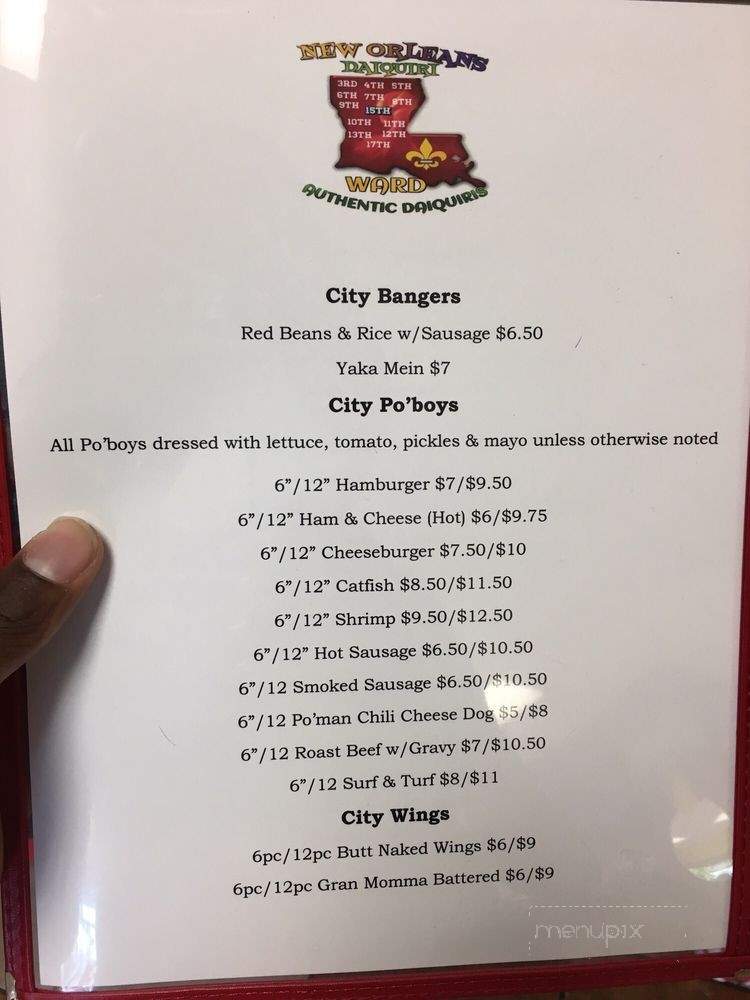 NEW ORLEANS
DAIQUIRI
3RD 4TH 5TH
6TH 7TH 8TH
9TH 15TH
10TH 11TH
13TH 12TH
17TH
WARD
AUTHENTIC DAIQUIRIS
City Bangers
Red Beans & Rice w/Sausage $6.50
Yaka Mein $7
City Po'boys
All Po'boys dressed with lettuce, tomato, pickles & mayo unless otherwise noted
6”/12” Hamburger $7/$9.50
6”/12” Ham & Cheese (Hot) $6/$9.75
6”/12” Cheeseburger $7.50/$10
6”/12” Catfish $8.50/$11.50
6”/12” Shrimp $9.50/$12.50
6”/12” Hot Sausage $6.50/$10.50
6”/12 Smoked Sausage $6.50/$10.50
6”/12 Po'man Chili Cheese Dog $5/$8
6”/12 Roast Beef w/Gravy $7/$10.50
6”/12 Surf & Turf $8/$11
City Wings
6pc/12pc Butt Naked Wings $6/$9
6pc/12pc Gran Momma Battered $6/$9
menupix